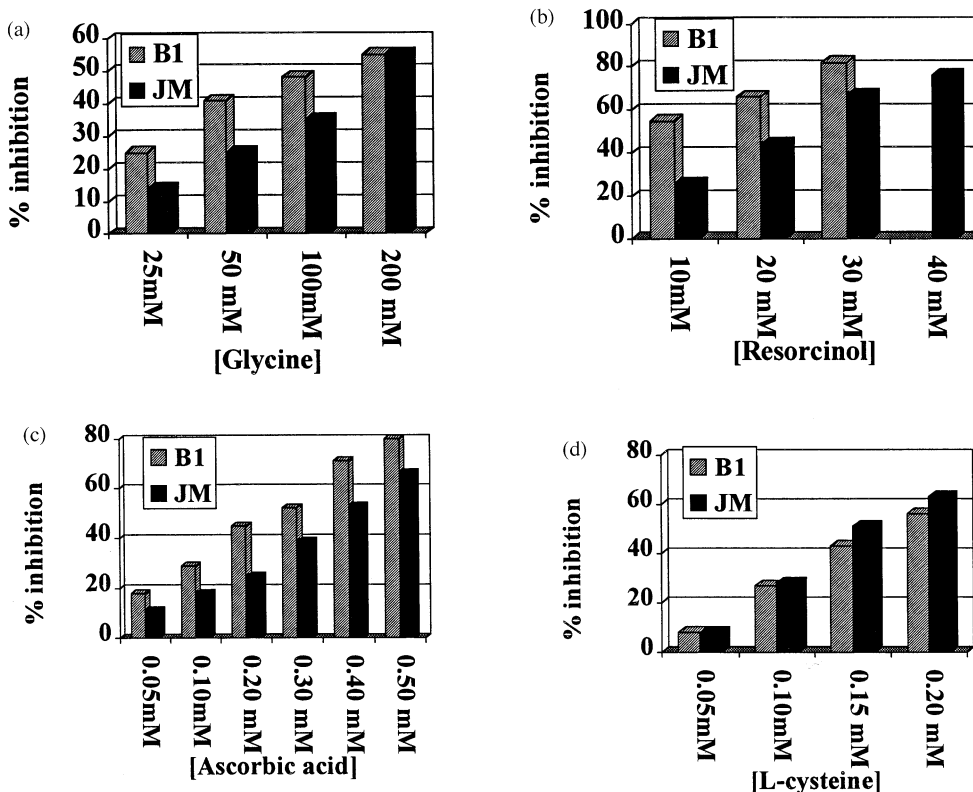 (a)
% inhibition
60
50
40
30
20
10
0
B1
JM
25mM
50 mM
100mM
200 mM
[Glycine]
(b)
% inhibition
100
80
60
40
20
0
B1
JM
10mM
20 mM
30 mM
40 mM
[Resorcinol]
(c)
% inhibition
80
60
40
20
0
B1
JM
0.05mM
0.10mM
0.20 mM
0.30 mM
0.40 mM
0.50 mM
[Ascorbic acid]
(d)
% inhibition
80
60
40
20
0
B1
JM
0.05mM
0.10mM
0.15 mM
0.20 mM
[L-cysteine]